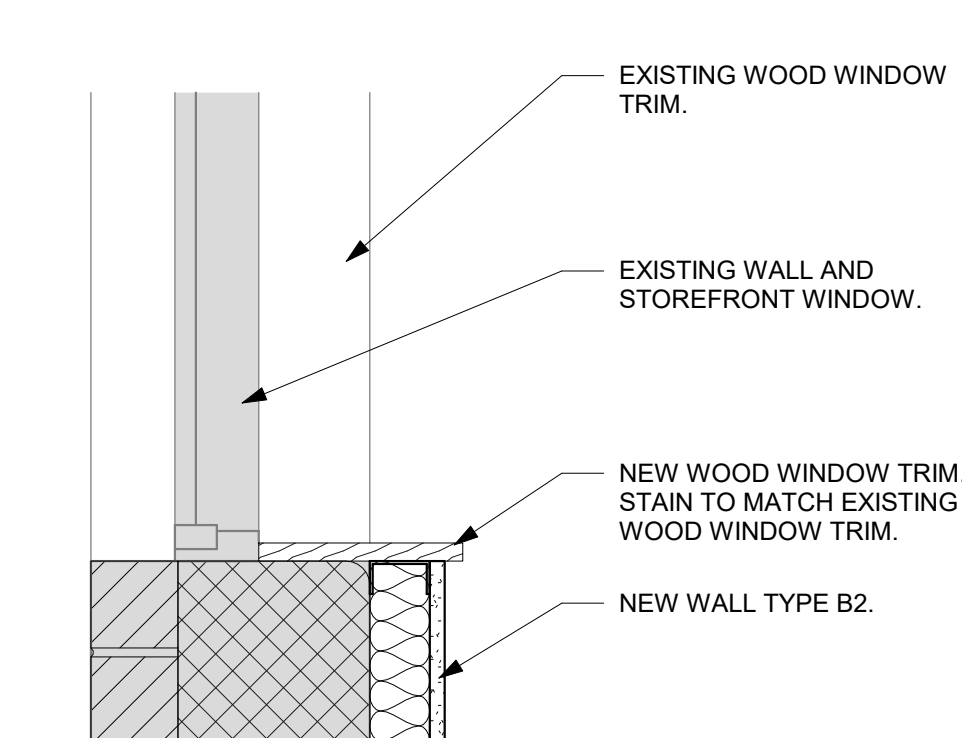 EXISTING WOOD WINDOW
TRIM.
EXISTING WALL AND
STOREFRONT WINDOW.
NEW WOOD WINDOW TRIM.
STAIN TO MATCH EXISTING
WOOD WINDOW TRIM.
NEW WALL TYPE B2.